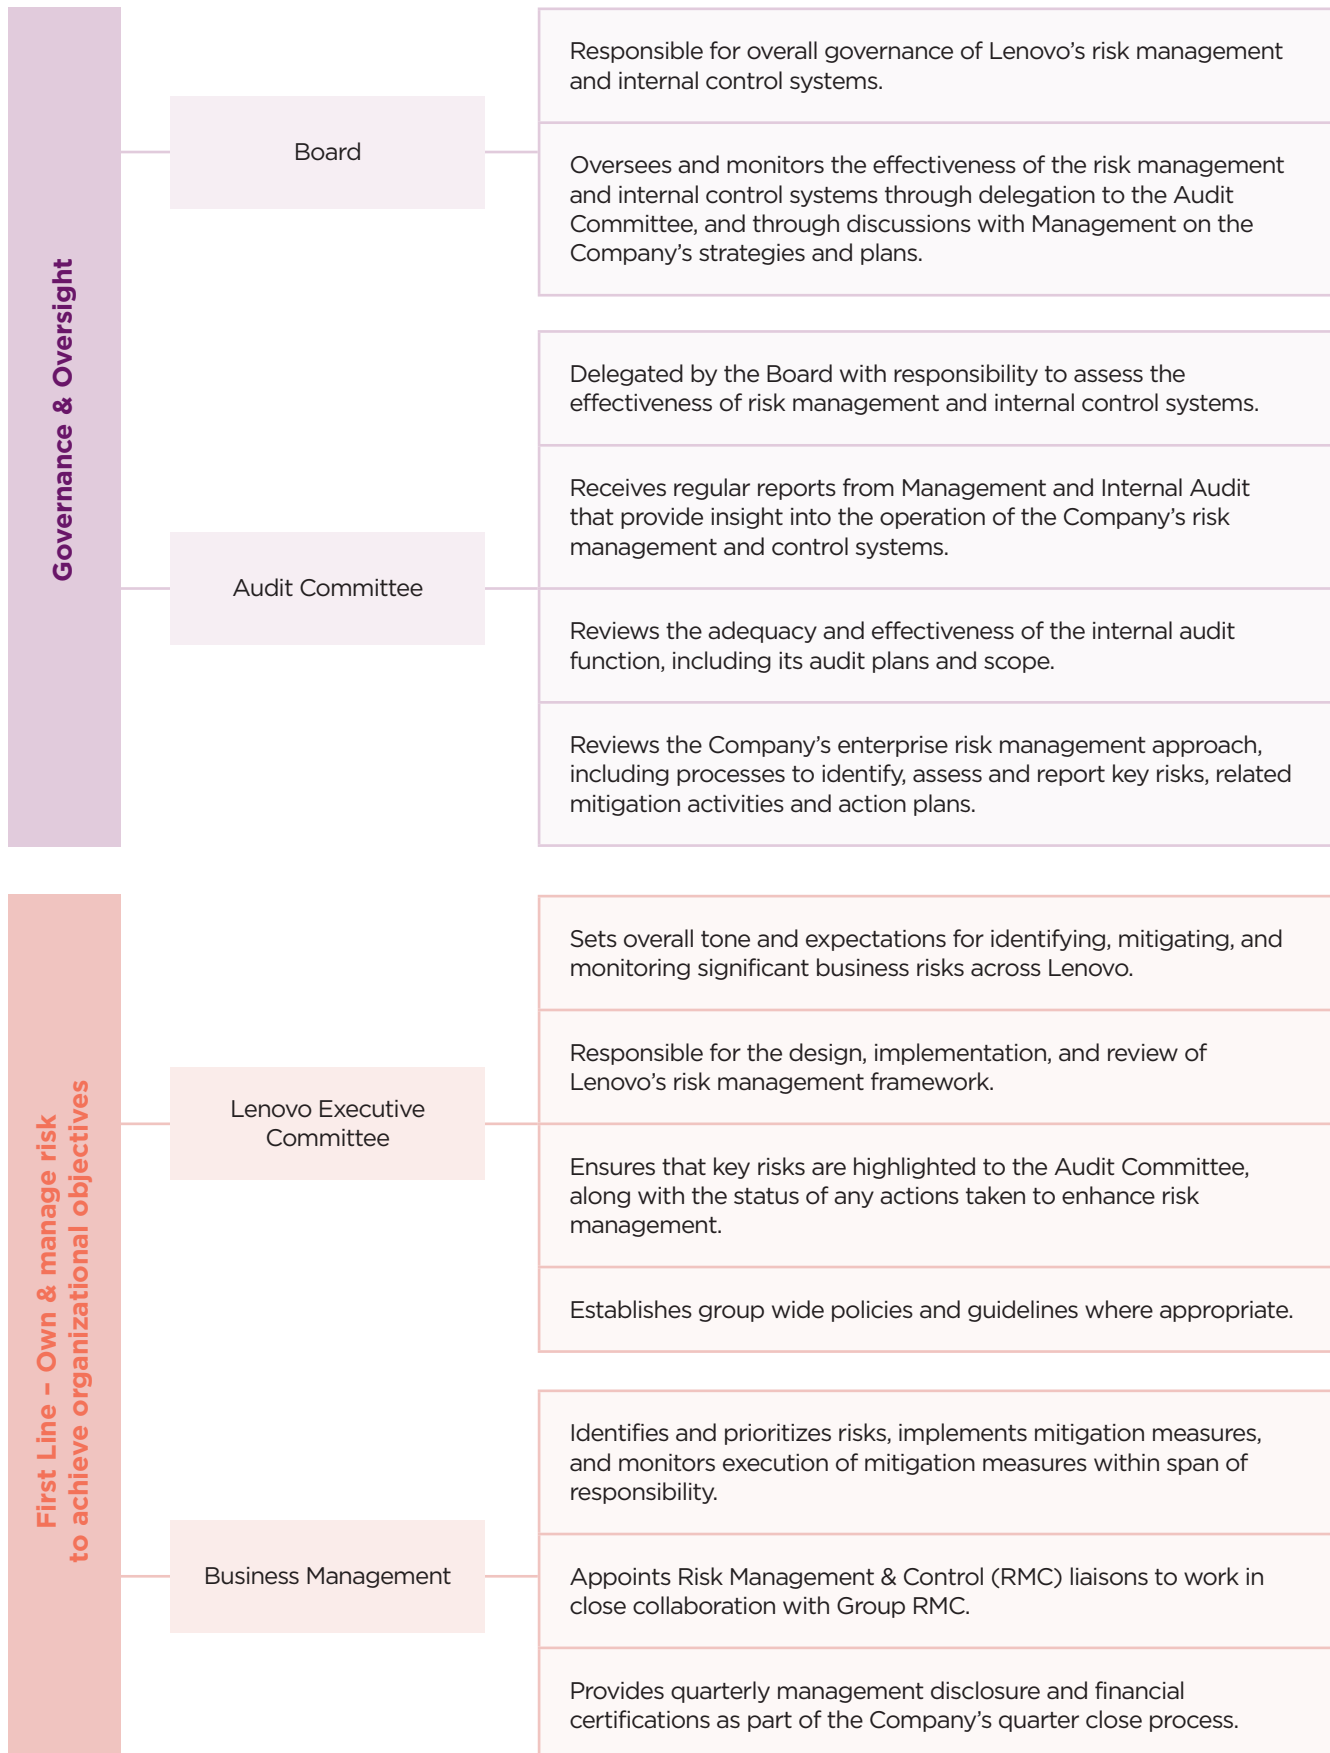 Governance & Oversight
Board
Responsible for overall governance of Lenovo’s risk management
and internal control systems.
Oversees and monitors the effectiveness of the risk management
and internal control systems through delegation to the Audit
Committee, and through discussions with Management on the
Company’s strategies and plans.
Audit Committee
Delegated by the Board with responsibility to assess the
effectiveness of risk management and internal control systems.
Receives regular reports from Management and Internal Audit
that provide insight into the operation of the Company’s risk
management and control systems.
Reviews the adequacy and effectiveness of the internal audit
function, including its audit plans and scope.
Reviews the Company’s enterprise risk management approach,
including processes to identify, assess and report key risks, related
mitigation activities and action plans.
First Line – Own & manage risk
to achieve organizational objectives
Lenovo Executive
Committee
Sets overall tone and expectations for identifying, mitigating, and
monitoring significant business risks across Lenovo.
Responsible for the design, implementation, and review of
Lenovo’s risk management framework.
Ensures that key risks are highlighted to the Audit Committee,
along with the status of any actions taken to enhance risk
management.
Establishes group wide policies and guidelines where appropriate.
Business Management
Identifies and prioritizes risks, implements mitigation measures,
and monitors execution of mitigation measures within span of
responsibility.
Appoints Risk Management & Control (RMC) liaisons to work in
close collaboration with Group RMC.
Provides quarterly management disclosure and financial
certifications as part of the Company’s quarter close process.